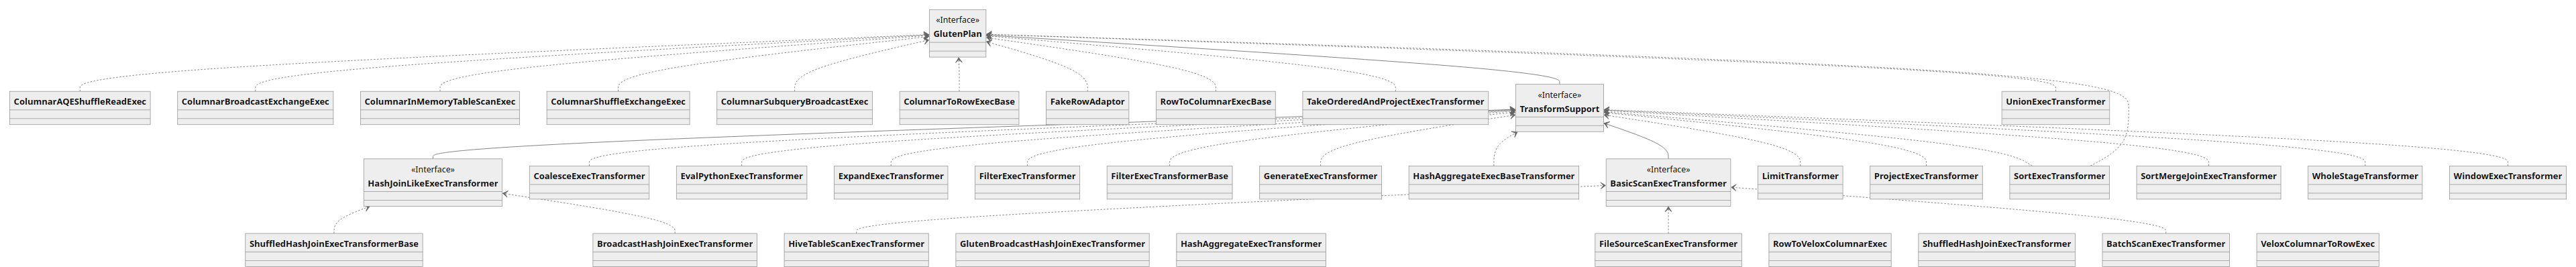 «Interface»
GlutenPlan
ColumnarAQEShuffleReadExec
ColumnarBroadcastExchangeExec
ColumnarInMemoryTableScanExec
ColumnarShuffleExchangeExec
ColumnarSubqueryBroadcastExec
ColumnarToRowExecBase
FakeRowAdaptor
RowToColumnarExecBase
TakeOrderedAndProjectExecTransformer
«Interface»
TransformSupport
UnionExecTransformer
«Interface»
HashJoinLikeExecTransformer
CoalesceExecTransformer
EvalPythonExecTransformer
ExpandExecTransformer
FilterExecTransformer
FilterExecTransformerBase
GenerateExecTransformer
HashAggregateExecBaseTransformer
«Interface»
BasicScanExecTransformer
LimitTransformer
ProjectExecTransformer
SortExecTransformer
SortMergeJoinExecTransformer
WholeStageTransformer
WindowExecTransformer
ShuffledHashJoinExecTransformerBase
BroadcastHashJoinExecTransformer
HiveTableScanExecTransformer
GlutenBroadcastHashJoinExecTransformer
HashAggregateExecTransformer
FileSourceScanExecTransformer
RowToVeloxColumnarExec
ShuffledHashJoinExecTransformer
BatchScanExecTransformer
VeloxColumnarToRowExec